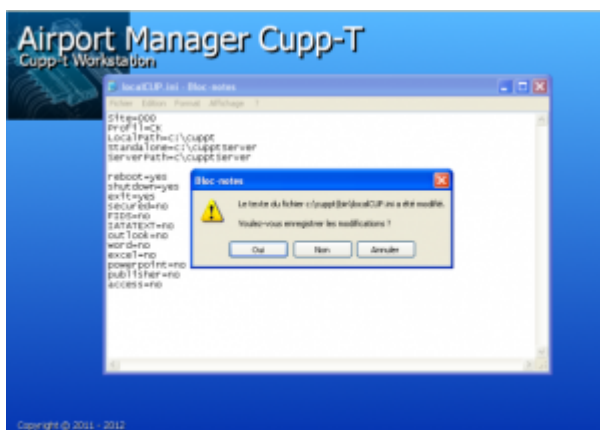 Airport Manager Cupp-T
Cupp-t Workstation
localCUP.ini - Bloc-notes
Fichier Edition Format Affichage ?
Site=000
Profil=CK
LocalPath=C:\cuppt
Standalone=c:\cupptserver
ServerPath=c\cupptserver
reboot=yes
shutdown=yes
exit=yes
secured=no
FIDS=no
IATATEXT=no
outlook=no
word=no
excel=no
powerpoint=no
publisher=no
access=no
Bloc-notes
Le texte du fichier c:\cuppt\bin\localCUP.ini a été modifié.
Voulez-vous enregistrer les modifications ?
Oui Non Annuler
Copyright © 2011 - 2012